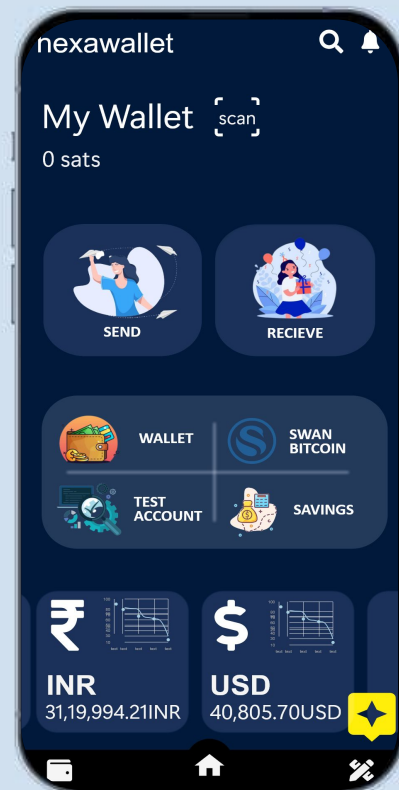 nexawallet
My Wallet
scan
0 sats
SEND
RECIEVE
WALLET
SWAN
BITCOIN
TEST
ACCOUNT
SAVINGS
₹
$
INR
31,19,994.21INR
USD
40,805.70USD